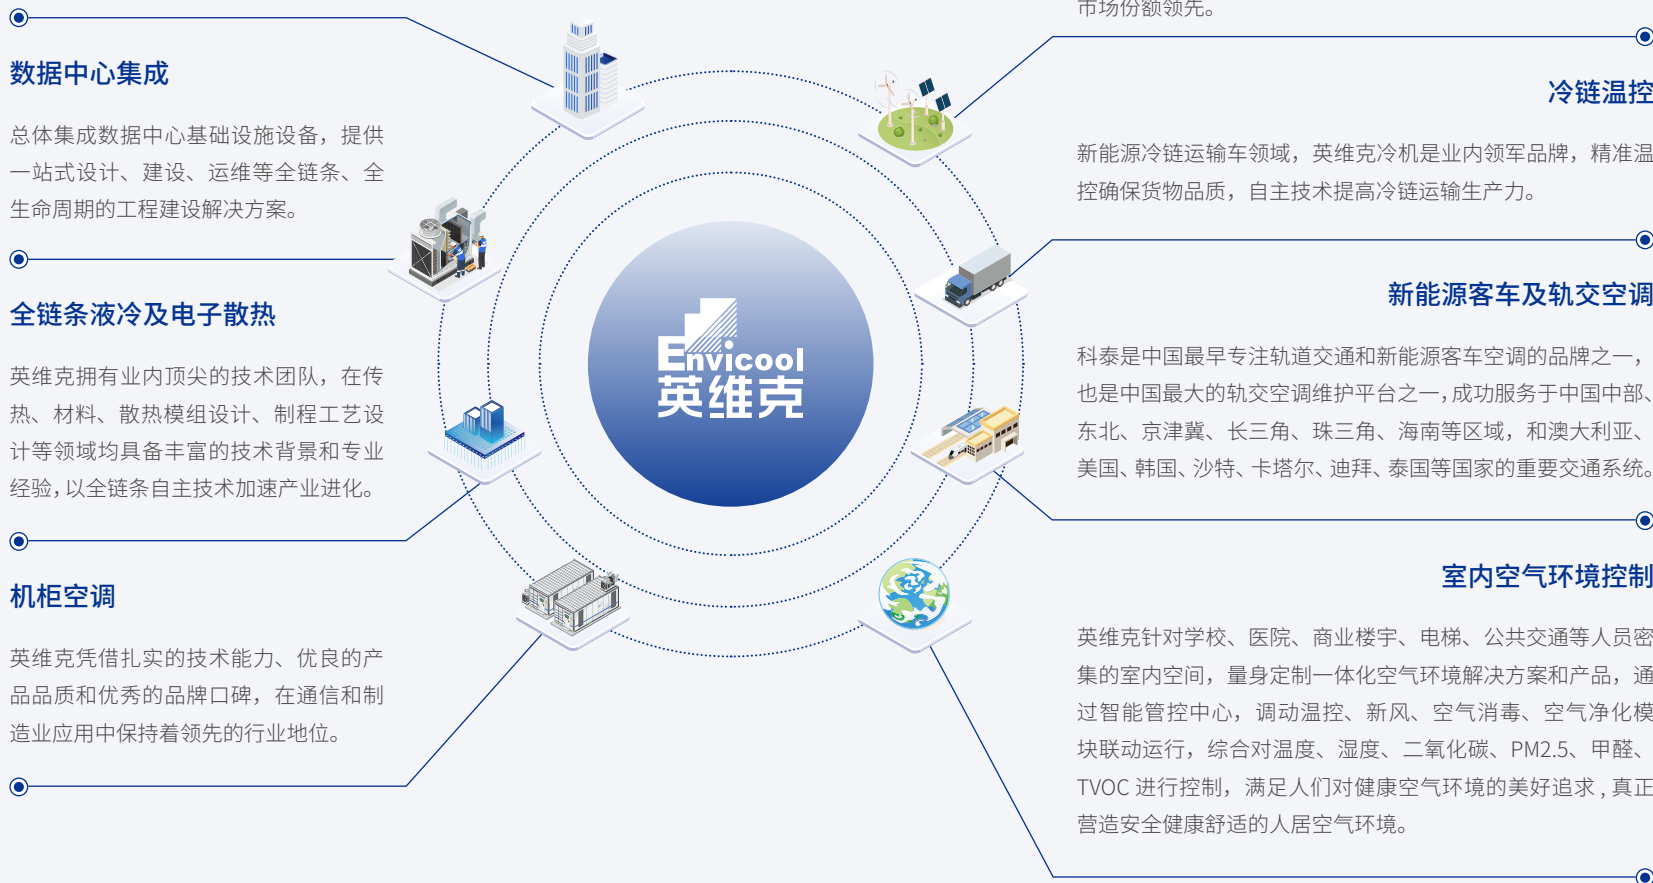 数据中心集成
总体集成数据中心基础设施设备，提供
一站式设计、建设、运维等全链条、全
生命周期的工程建设解决方案。
全链条液冷及电子散热
英维克拥有业内顶尖的技术团队，在传
热、材料、散热模组设计、制程工艺设
计等领域均具备丰富的技术背景和专业
经验，以全链条自主技术加速产业进化。
机柜空调
英维克凭借扎实的技术能力、优良的产
品品质和优秀的品牌口碑，在通信和制
造业应用中保持着领先的行业地位。
Envicool
英维克
市场份额领先。
冷链温控
新能源冷链运输车领域，英维克冷机是业内领军品牌，精准温
控确保货物品质，自主技术提高冷链运输生产力。
新能源客车及轨交空调
科泰是中国最早专注轨道交通和新能源客车空调的品牌之一，
也是中国最大的轨交空调维护平台之一，成功服务于中国中部、
东北、京津冀、长三角、珠三角、海南等区域，和澳大利亚、
美国、韩国、沙特、卡塔尔、迪拜、泰国等国家的重要交通系统。
室内空气环境控制
英维克针对学校、医院、商业楼宇、电梯、公共交通等人员密
集的室内空间，量身定制一体化空气环境解决方案和产品，通
过智能管控中心，调动温控、新风、空气消毒、空气净化模
块联动运行，综合对温度、湿度、二氧化碳、PM2.5、甲醛、
TVOC 进行控制，满足人们对健康空气环境的美好追求 , 真正
营造安全健康舒适的人居空气环境。